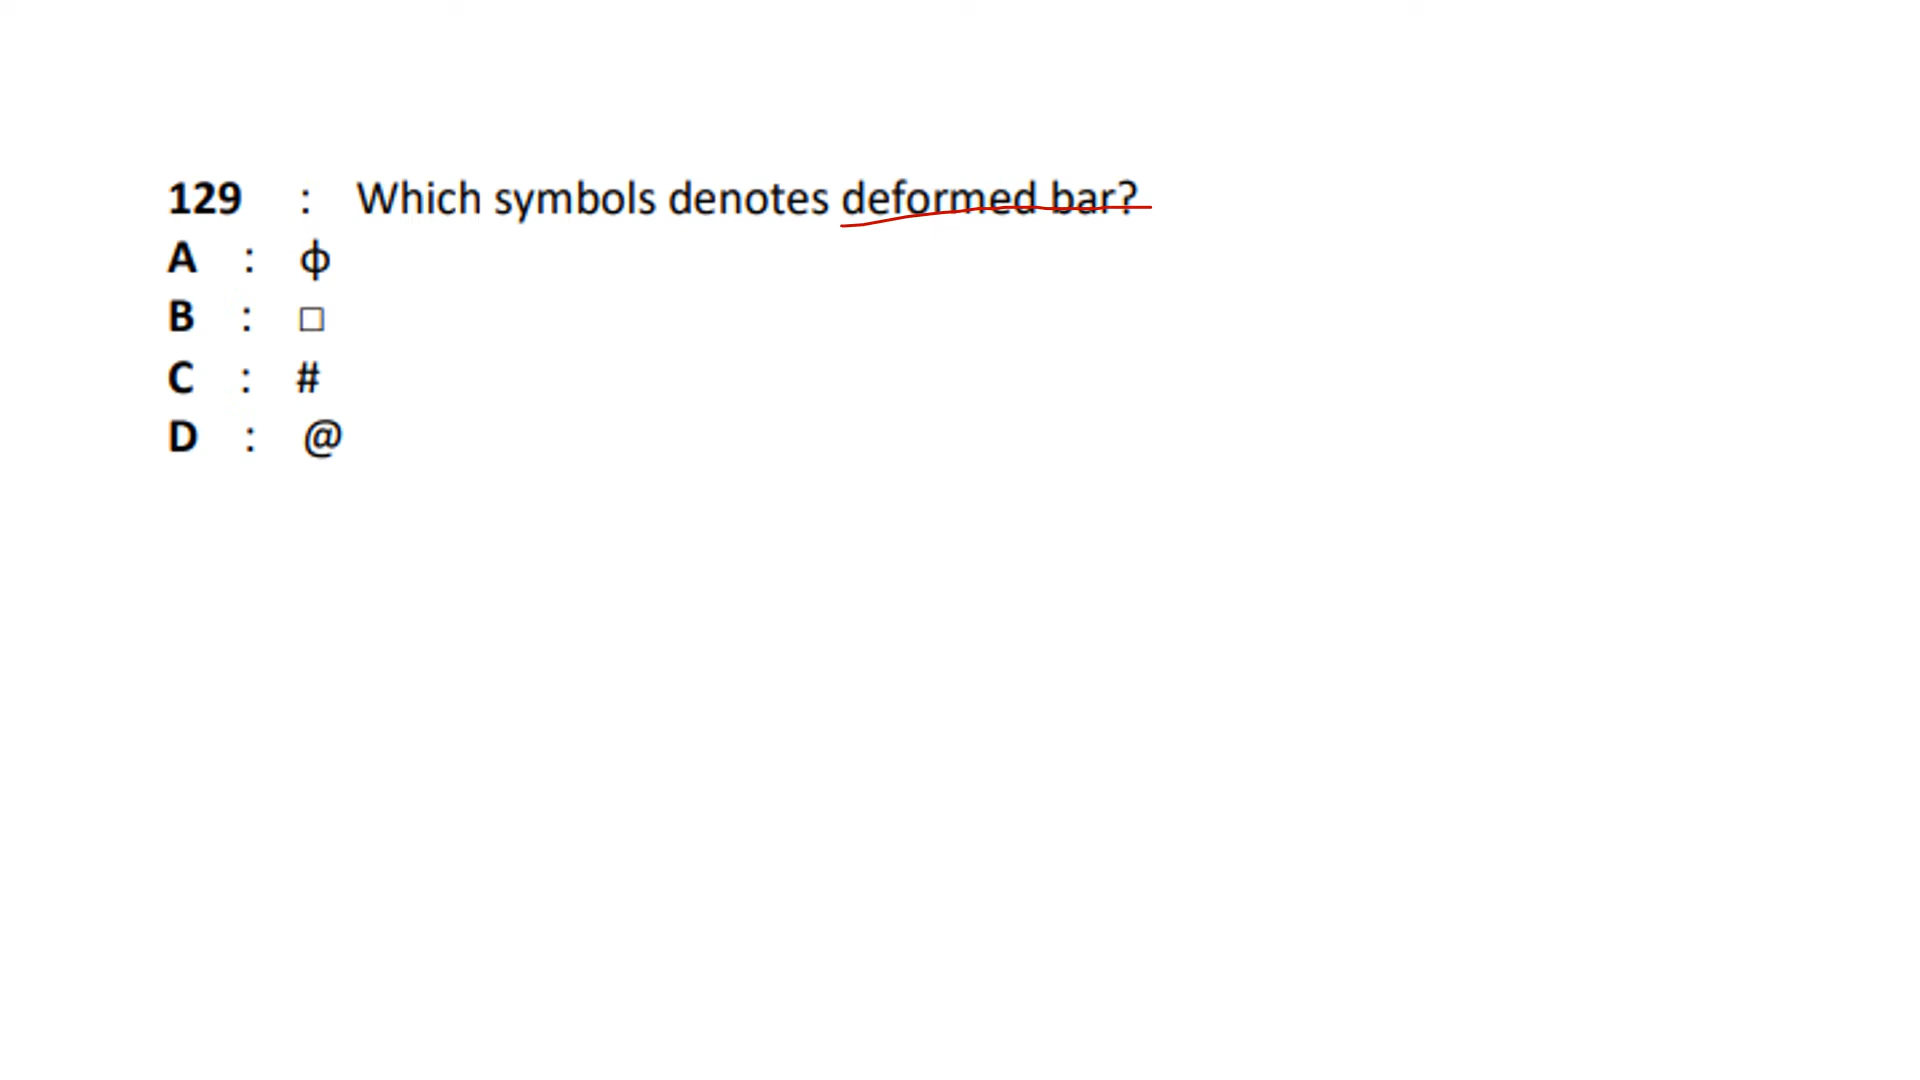 129 : Which symbols denotes deformed bar?
A : ф
B : □
C : #
D : @